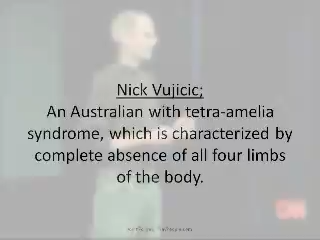 Nick Vujicic;
An Australian with tetra-amelia
syndrome, which is characterized by
complete absence of all four limbs
of the body.